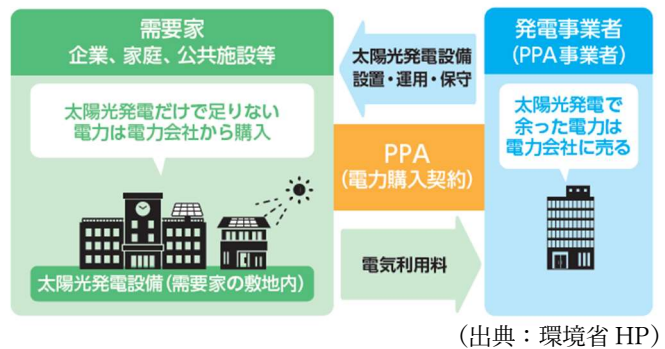 需要家
企業、家庭、公共施設等
太陽光発電だけで足りない
電力は電力会社から購入
太陽光発電設備(需要家の敷地内)
太陽光発電設備
設置・運用・保守
PPA
(電力購入契約)
電気利用料
発電事業者
(PPA事業者)
太陽光発電で
余った電力は
電力会社に売る
(出典：環境省 HP)